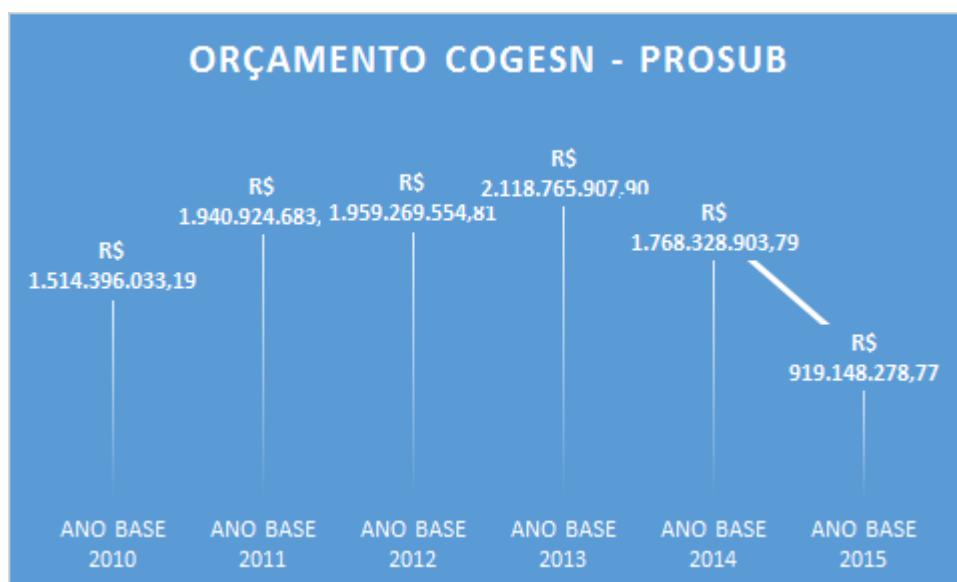 ORÇAMENTO COGESN - PROSUB
R$
1.514.396.033,19
R$
1.940.924.683,
R$
1.959.269.554,81
R$
2.118.765.907,90
R$
1.768.328.903,79
R$
919.148.278,77
ANO BASE
2010
ANO BASE
2011
ANO BASE
2012
ANO BASE
2013
ANO BASE
2014
ANO BASE
2015